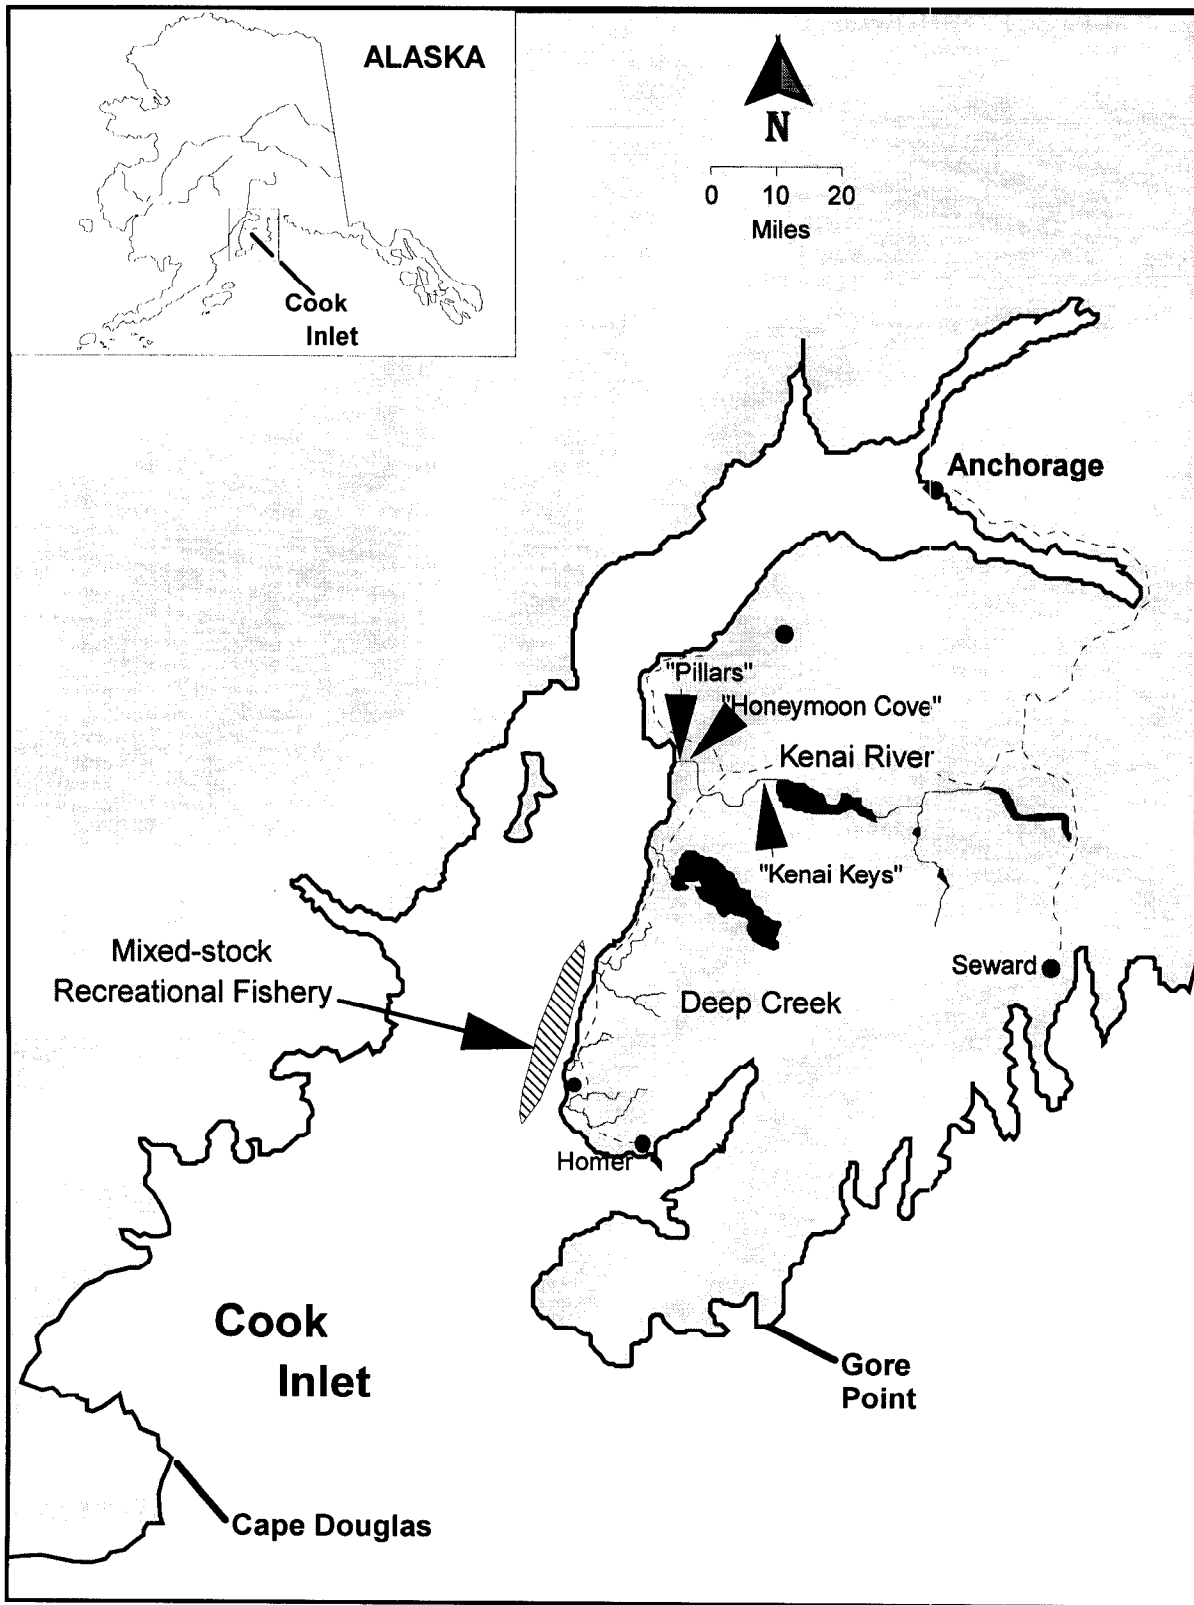 ALASKA
Cook
Inlet
N
0 10 20
Miles
Anchorage
"Pillars"
"Honeymoon Cove"
Kenai River
"Kenai Keys"
Mixed-stock
Recreational Fishery
Seward
Deep Creek
Homer
Cook
Inlet
Gore
Point
Cape Douglas